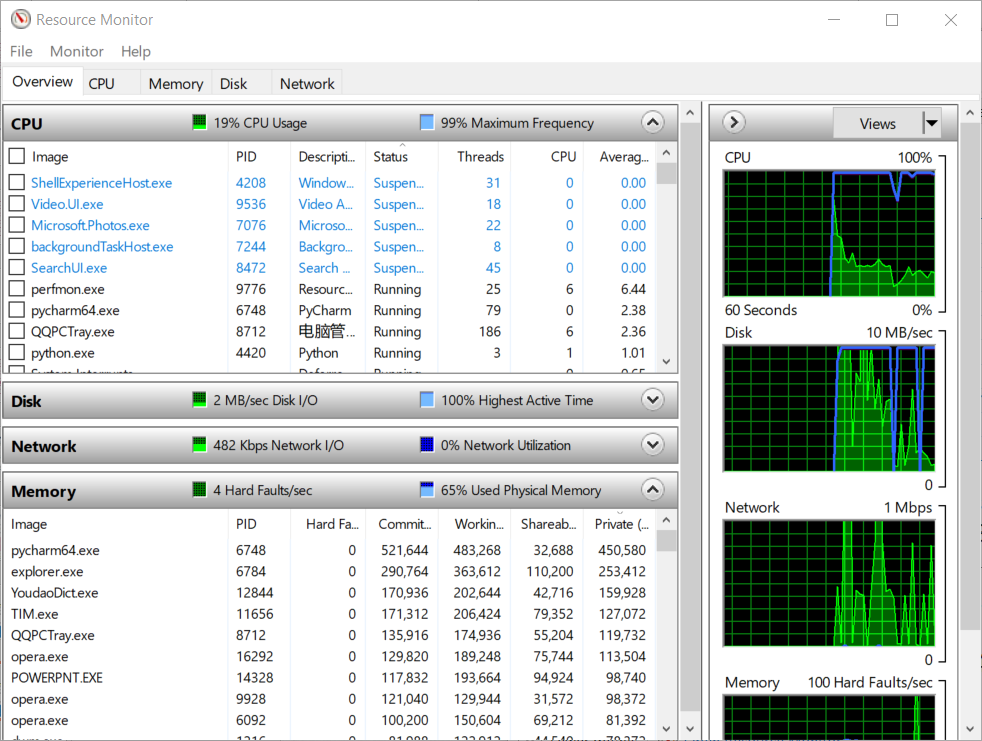 Resource Monitor
File Monitor Help
Overview CPU Memory Disk Network
CPU 19% CPU Usage 99% Maximum Frequency
Image PID Descripti... Status Threads CPU Averag...
ShellExperienceHost.exe 4208 Window... Suspen... 31 0 0.00
Video.UI.exe 9536 Video A... Suspen... 18 0 0.00
Microsoft.Photos.exe 7076 Microso... Suspen... 22 0 0.00
backgroundTaskHost.exe 7244 Backgro... Suspen... 8 0 0.00
SearchUI.exe 8472 Search ... Suspen... 45 0 0.00
perfmon.exe 9776 Resourc... Running 25 6 6.44
pycharm64.exe 6748 PyCharm Running 79 0 2.38
QQPCTray.exe 8712 电脑管... Running 186 6 2.36
python.exe 4420 Python Running 3 1 1.01
Disk 2 MB/sec Disk I/O 100% Highest Active Time
Network 482 Kbps Network I/O 0% Network Utilization
Memory 4 Hard Faults/sec 65% Used Physical Memory
Image PID Hard Fa... Commit... Workin... Shareab... Private (...
pycharm64.exe 6748 0 521,644 483,268 32,688 450,580
explorer.exe 6784 0 290,764 363,612 110,200 253,412
YoudaoDict.exe 12844 0 170,936 202,644 42,716 159,928
TIM.exe 11656 0 171,312 206,424 79,352 127,072
QQPCTray.exe 8712 0 135,916 174,936 55,204 119,732
opera.exe 16292 0 129,820 189,248 75,744 113,504
POWERPNT.EXE 14328 0 117,832 193,664 94,924 98,740
opera.exe 9928 0 121,040 129,944 31,572 98,372
opera.exe 6092 0 100,200 150,604 69,212 81,392
Views
CPU 100%
60 Seconds 0%
Disk 10 MB/sec
0
Network 1 Mbps
0
Memory 100 Hard Faults/sec